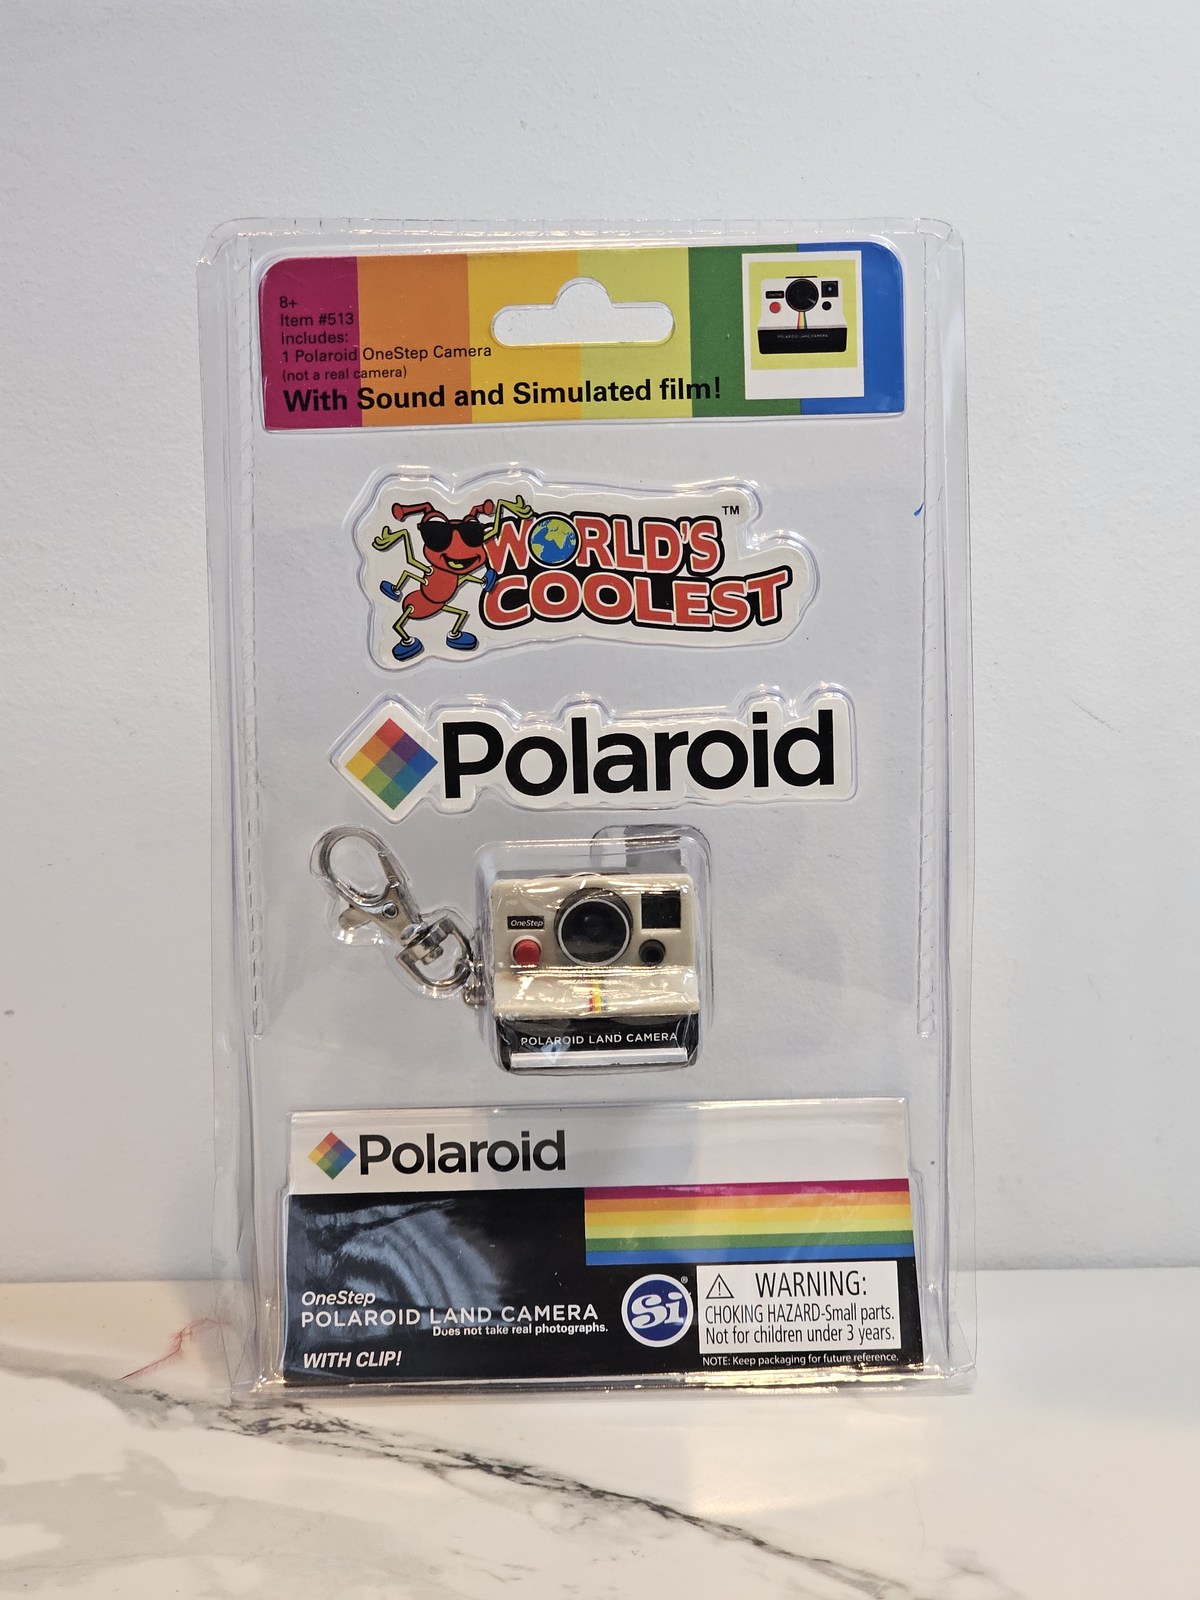 8+
Item #513
includes:
1 Polaroid OneStep Camera
(not a real camera)
With Sound and Simulated film!
WORLD'S™
COOLEST
Polaroid
OneStep
POLAROID LAND CAMERA
Polaroid
OneStep
POLAROID LAND CAMERA
Does not take real photographs.
WITH CLIP!
Si®
⚠ WARNING:
CHOKING HAZARD-Small parts.
Not for children under 3 years.
NOTE: Keep packaging for future reference.